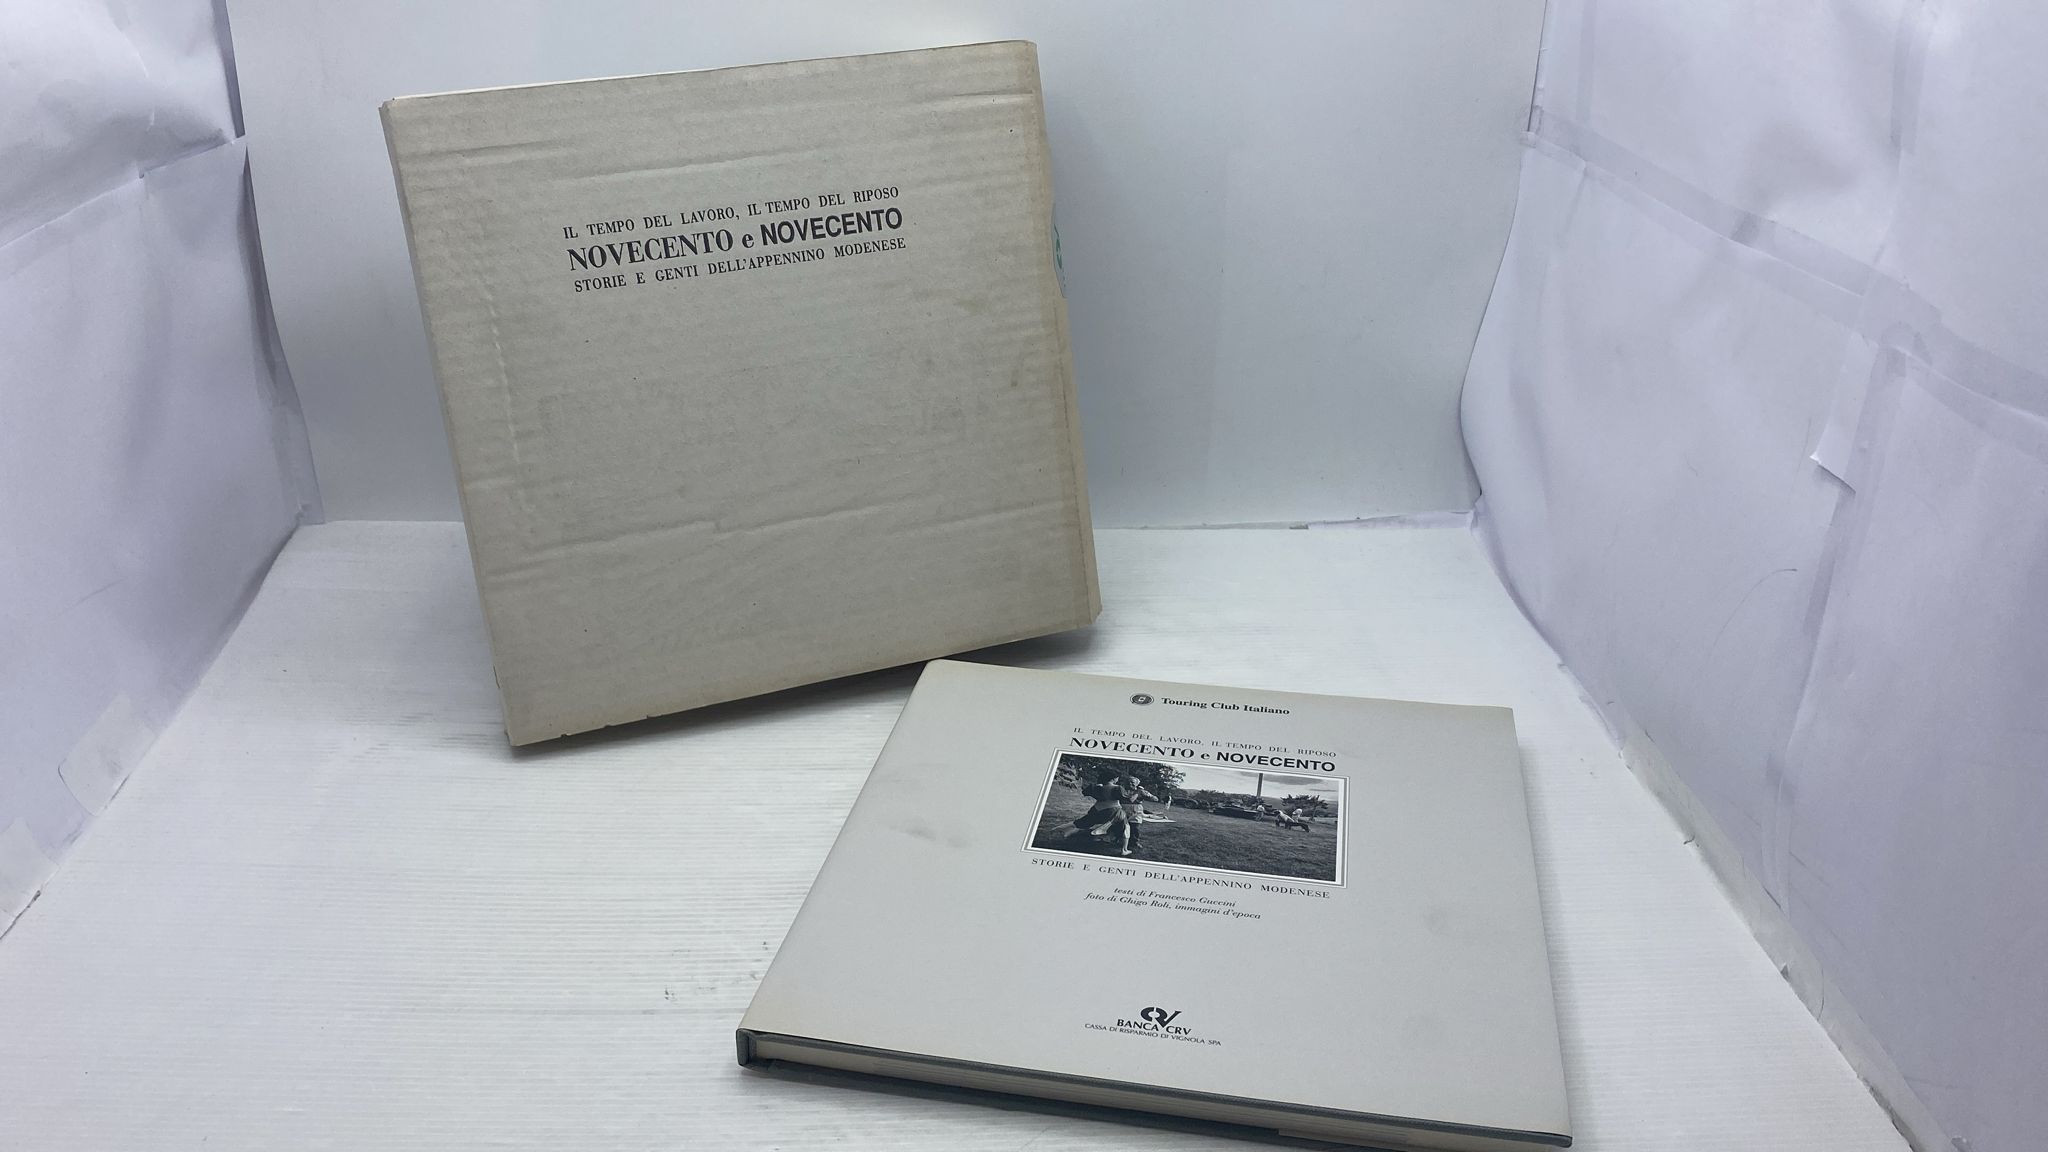 IL TEMPO DEL LAVORO, IL TEMPO DEL RIPOSO
NOVECENTO e NOVECENTO
STORIE E GENTI DELL'APPENNINO MODENESE
Touring Club Italiano
IL TEMPO DEL LAVORO, IL TEMPO DEL RIPOSO
NOVECENTO e NOVECENTO
STORIE E GENTI DELL'APPENNINO MODENESE
testi di Francesco Guccini
foto di Ghigo Roli, immagini d'epoca
CRV
BANCA CRV
CASSA DI RISPARMIO DI VIGNOLA SPA